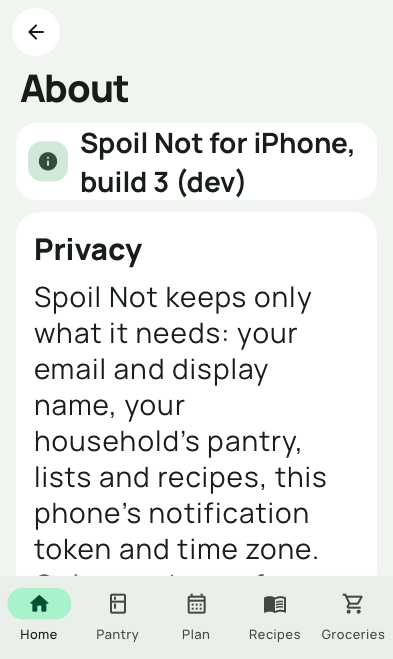 About
Spoil Not for iPhone,
build 3 (dev)
Privacy
Spoil Not keeps only
what it needs: your
email and display
name, your
household’s pantry,
lists and recipes, this
phone’s notification
token and time zone.
Home
Pantry
Plan
Recipes
Groceries